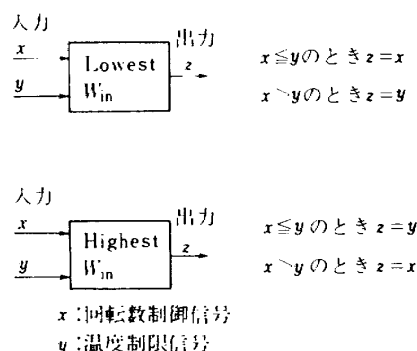 入力
x
y
Lowest
Win
出力
z
x≦yのときz=x
x>yのときz=y
入力
x
y
Highest
Win
出力
z
x≦yのときz=y
x>yのときz=x
x:回転数制御信号
y:温度制限信号